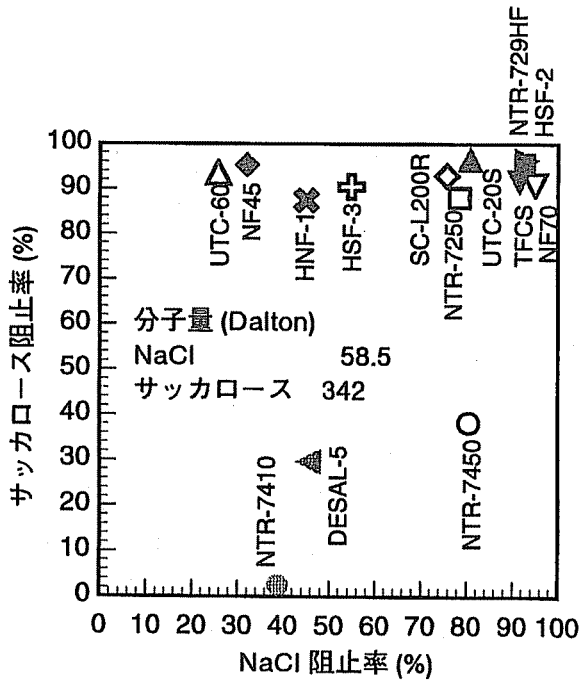 NTR-729HF
HSF-2
サッカロース阻止率 (%)
100
90
80
70
60
50
40
30
20
10
0
UTC-60
NF45
HNF-1
HSF-3
SC-L200R
NTR-7250
UTC-20S
TFCS
NF70
分子量 (Dalton)
NaCl 58.5
サッカロース 342
NTR-7410
DESAL-5
NTR-7450
0 10 20 30 40 50 60 70 80 90 100
NaCl 阻止率 (%)